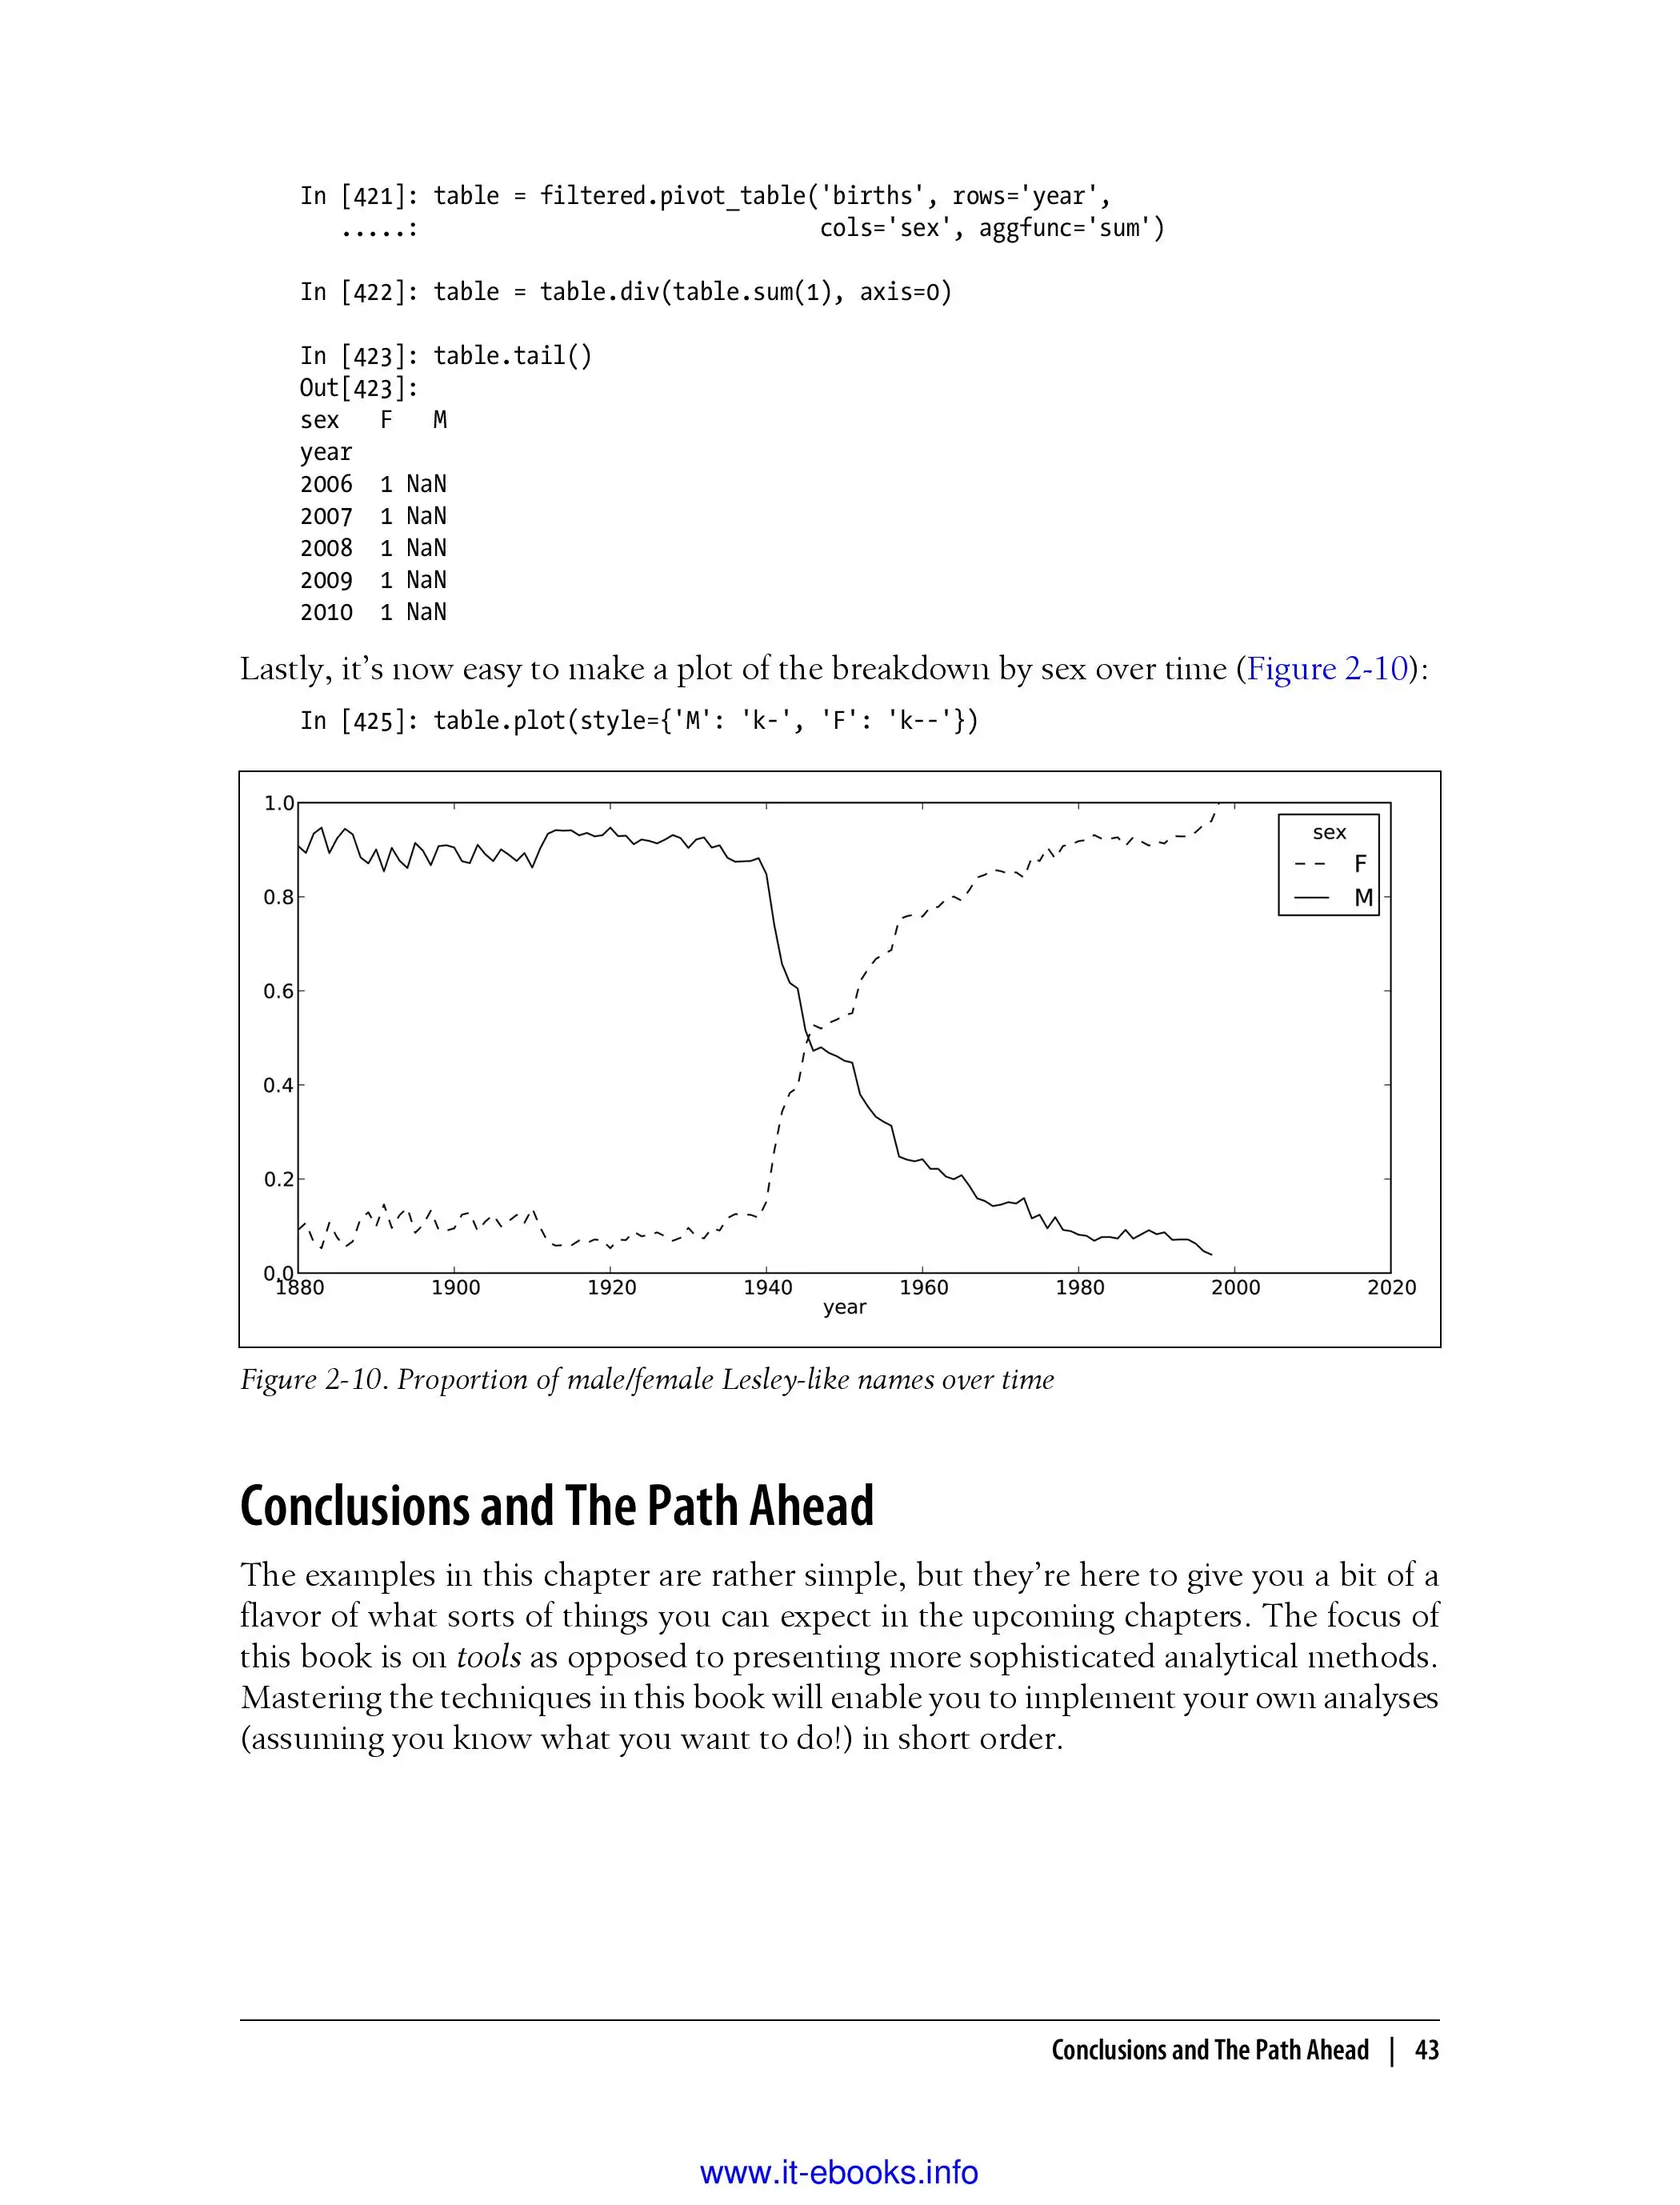 In [421]: table = filtered.pivot_table('births', rows='year',
   .....:                              cols='sex', aggfunc='sum')
In [422]: table = table.div(table.sum(1), axis=0)
In [423]: table.tail()
Out[423]:
sex   F   M
year
2006  1 NaN
2007  1 NaN
2008  1 NaN
2009  1 NaN
2010  1 NaN
Lastly, it's now easy to make a plot of the breakdown by sex over time (Figure 2-10):
In [425]: table.plot(style={'M': 'k-', 'F': 'k--'})
1.0
0.8
0.6
0.4
0.2
0.0
sex
F
M
1880 1900 1920 1940 1960 1980 2000 2020
year
Figure 2-10. Proportion of male/female Lesley-like names over time
Conclusions and The Path Ahead
The examples in this chapter are rather simple, but they're here to give you a bit of a
flavor of what sorts of things you can expect in the upcoming chapters. The focus of
this book is on tools as opposed to presenting more sophisticated analytical methods.
Mastering the techniques in this book will enable you to implement your own analyses
(assuming you know what you want to do!) in short order.
Conclusions and The Path Ahead | 43
www.it-ebooks.info